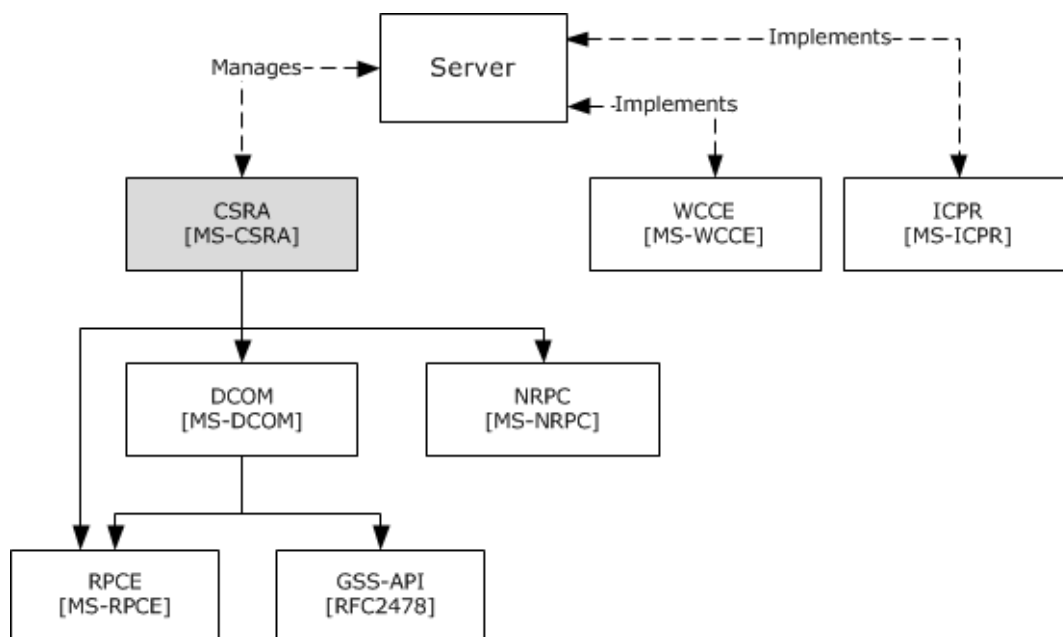 Implements
Manages
Server
Implements
CSRA
[MS-CSRA]
WCCE
[MS-WCCE]
ICPR
[MS-ICPR]
DCOM
[MS-DCOM]
NRPC
[MS-NRPC]
RPCE
[MS-RPCE]
GSS-API
[RFC2478]